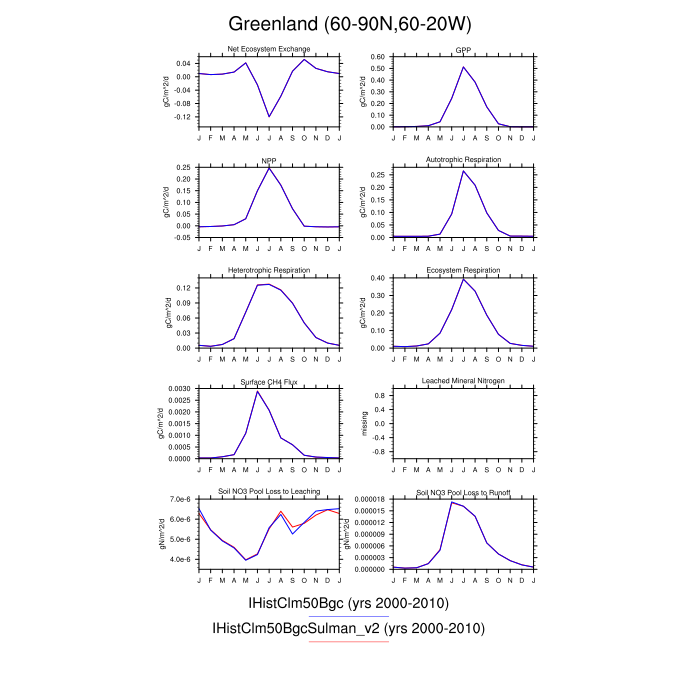 Greenland (60-90N,60-20W)
Net Ecosystem Exchange
gC/m^2/d
0.04
0.00
-0.04
-0.08
-0.12
J F M A M J J A S O N D J
GPP
gC/m^2/d
0.60
0.50
0.40
0.30
0.20
0.10
0.00
J F M A M J J A S O N D J
NPP
gC/m^2/d
0.25
0.20
0.15
0.10
0.05
0.00
-0.05
J F M A M J J A S O N D J
Autotrophic Respiration
gC/m^2/d
0.25
0.20
0.15
0.10
0.05
0.00
J F M A M J J A S O N D J
Heterotrophic Respiration
gC/m^2/d
0.12
0.09
0.06
0.03
0.00
J F M A M J J A S O N D J
Ecosystem Respiration
gC/m^2/d
0.40
0.30
0.20
0.10
0.00
J F M A M J J A S O N D J
Surface CH4 Flux
gC/m^2/d
0.0030
0.0025
0.0020
0.0015
0.0010
0.0005
0.0000
J F M A M J J A S O N D J
Leached Mineral Nitrogen
missing
0.8
0.4
0.0
-0.4
-0.8
J F M A M J J A S O N D J
Soil NO3 Pool Loss to Leaching
gN/m^2/d
7.0e-6
6.0e-6
5.0e-6
4.0e-6
J F M A M J J A S O N D J
Soil NO3 Pool Loss to Runoff
gN/m^2/d
0.000018
0.000015
0.000012
0.000009
0.000006
0.000003
0.000000
J F M A M J J A S O N D J
IHistClm50Bgc (yrs 2000-2010)
IHistClm50BgcSulman_v2 (yrs 2000-2010)